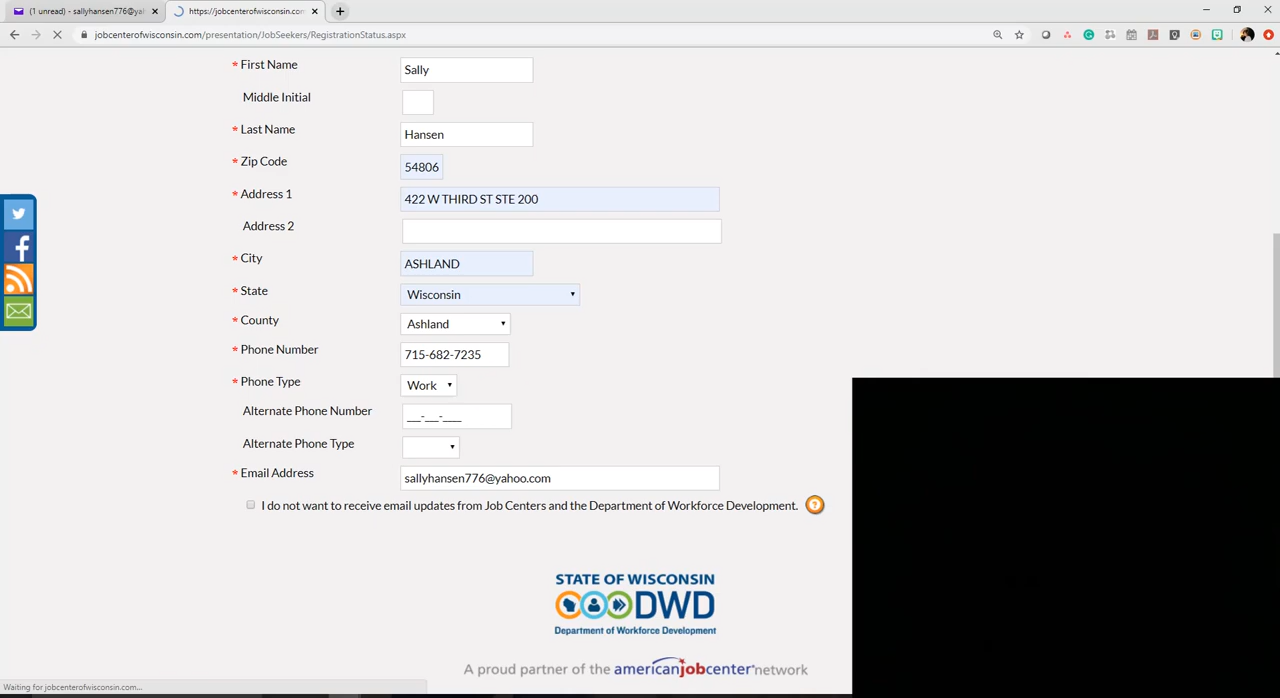 (1 unread) - sallyhansen776@ya
https://jobcenterofwisconsin.com
jobcenterofwisconsin.com/presentation/JobSeekers/RegistrationStatus.aspx
* First Name Sally
Middle Initial
* Last Name Hansen
* Zip Code 54806
* Address 1 422 W THIRD ST STE 200
Address 2
* City ASHLAND
* State Wisconsin
* County Ashland
* Phone Number 715-682-7235
* Phone Type Work
Alternate Phone Number ___-___-____
Alternate Phone Type
* Email Address sallyhansen776@yahoo.com
I do not want to receive email updates from Job Centers and the Department of Workforce Development. ?
STATE OF WISCONSIN
DWD
Department of Workforce Development
A proud partner of the americanjobcenter network
Waiting for jobcenterofwisconsin.com...